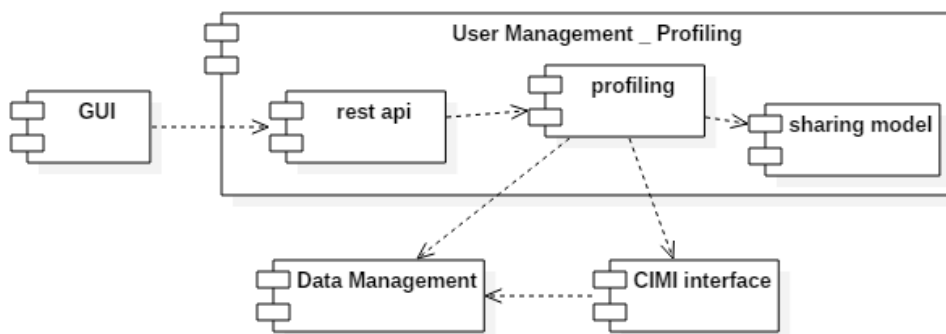 User Management _ Profiling
GUI
rest api
profiling
sharing model
Data Management
CIMI interface